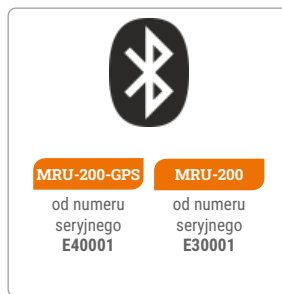 MRU-200-GPS
od numeru
seryjnego
E40001
MRU-200
od numeru
seryjnego
E30001